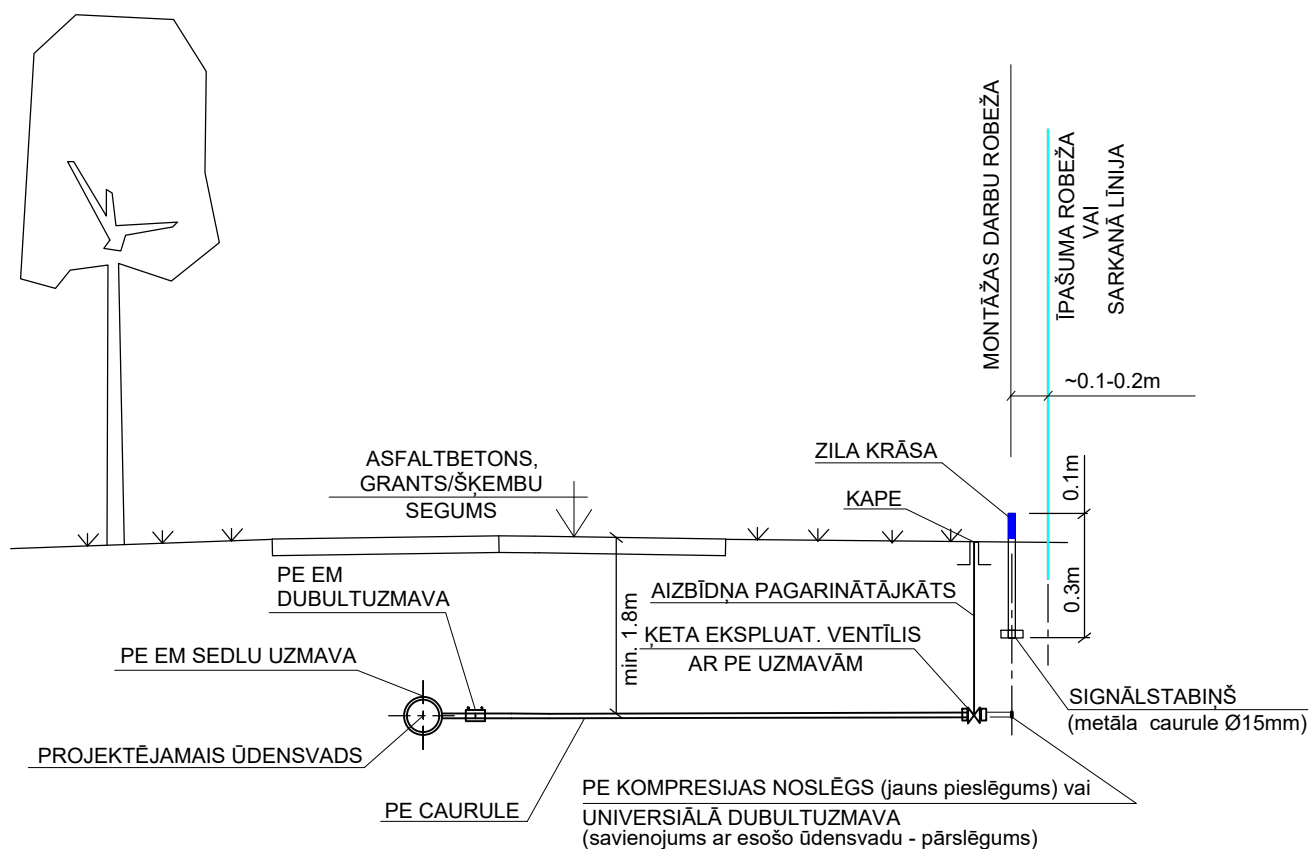 MONTĀŽAS DARBU ROBEŽA
ĪPAŠUMA ROBEŽA
VAI
SARKANĀ LĪNIJA
~0.1-0.2m
ZILA KRĀSA
0.1m
ASFALTBETONS,
GRANTS/ŠĶEMBU
SEGUMS
KAPE
PE EM
DUBULTUZMAVA
min. 1.8m
AIZBĪDŅA PAGARINĀTĀJKĀTS
0.3m
ĶETA EKSPLUAT. VENTĪLIS
AR PE UZMAVĀM
PE EM SEDLU UZMAVA
SIGNĀLSTABIŅŠ
(metāla caurule Ø15mm)
PROJEKTĒJAMAIS ŪDENSVADS
PE CAURULE
PE KOMPRESIJAS NOSLĒGS (jauns pieslēgums) vai
UNIVERSIĀLĀ DUBULTUZMAVA
(savienojums ar esošo ūdensvadu - pārslēgums)